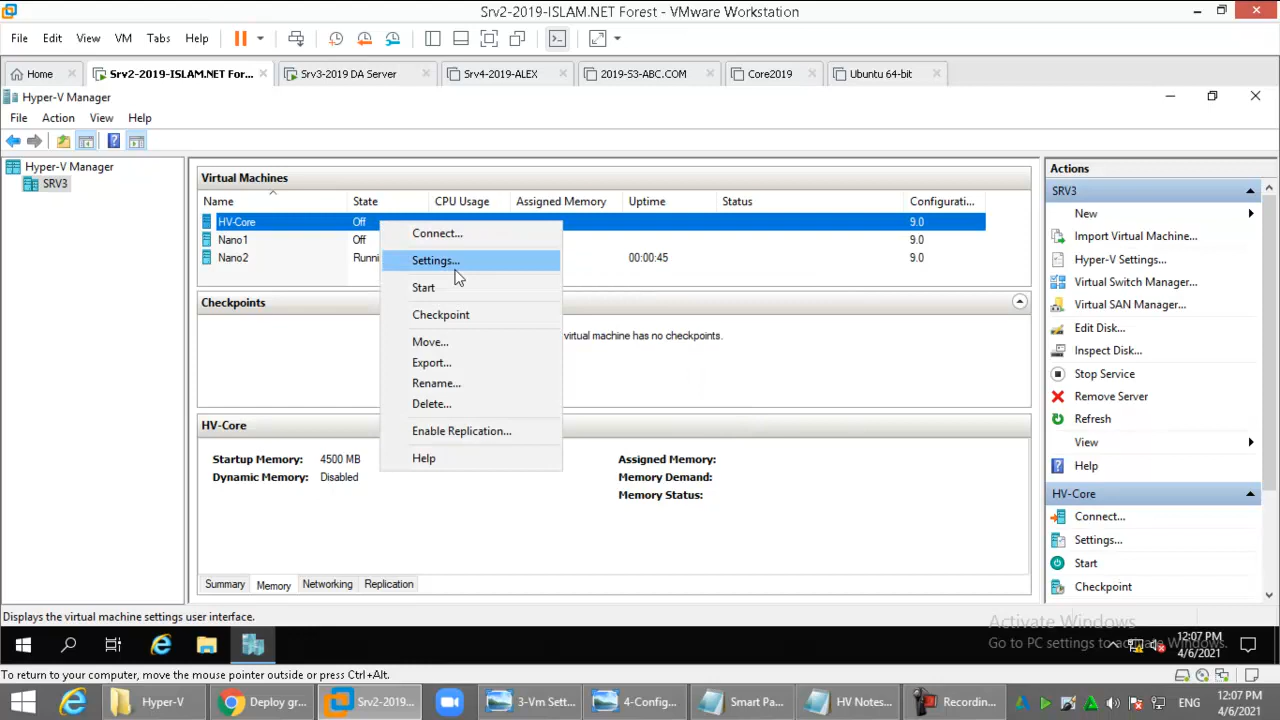 Srv2-2019-ISLAM.NET Forest - VMware Workstation
File Edit View VM Tabs Help
Home Srv2-2019-ISLAM.NET For... Srv3-2019 DA Server Srv4-2019-ALEX 2019-S3-ABC.COM Core2019 Ubuntu 64-bit
Hyper-V Manager
File Action View Help
Hyper-V Manager
SRV3
Virtual Machines
Name State CPU Usage Assigned Memory Uptime Status Configurati...
HV-Core Off 9.0
Nano1 Off 9.0
Nano2 Runni 00:00:45 9.0
Connect...
Settings...
Start
Checkpoint
Move...
Export...
Rename...
Delete...
Enable Replication...
Help
Checkpoints
virtual machine has no checkpoints.
HV-Core
Startup Memory: 4500 MB
Dynamic Memory: Disabled
Assigned Memory:
Memory Demand:
Memory Status:
Summary Memory Networking Replication
Actions
SRV3
New
Import Virtual Machine...
Hyper-V Settings...
Virtual Switch Manager...
Virtual SAN Manager...
Edit Disk...
Inspect Disk...
Stop Service
Remove Server
Refresh
View
Help
HV-Core
Connect...
Settings...
Start
Checkpoint
Displays the virtual machine settings user interface.
Activate Windows
Go to PC settings to activate Windows.
12:07 PM
4/6/2021
To return to your computer, move the mouse pointer outside or press Ctrl+Alt.
Hyper-V Deploy gr... Srv2-2019... 3-Vm Sett... 4-Config... Smart Pa... HV Notes... Recordin... ENG
12:07 PM
4/6/2021